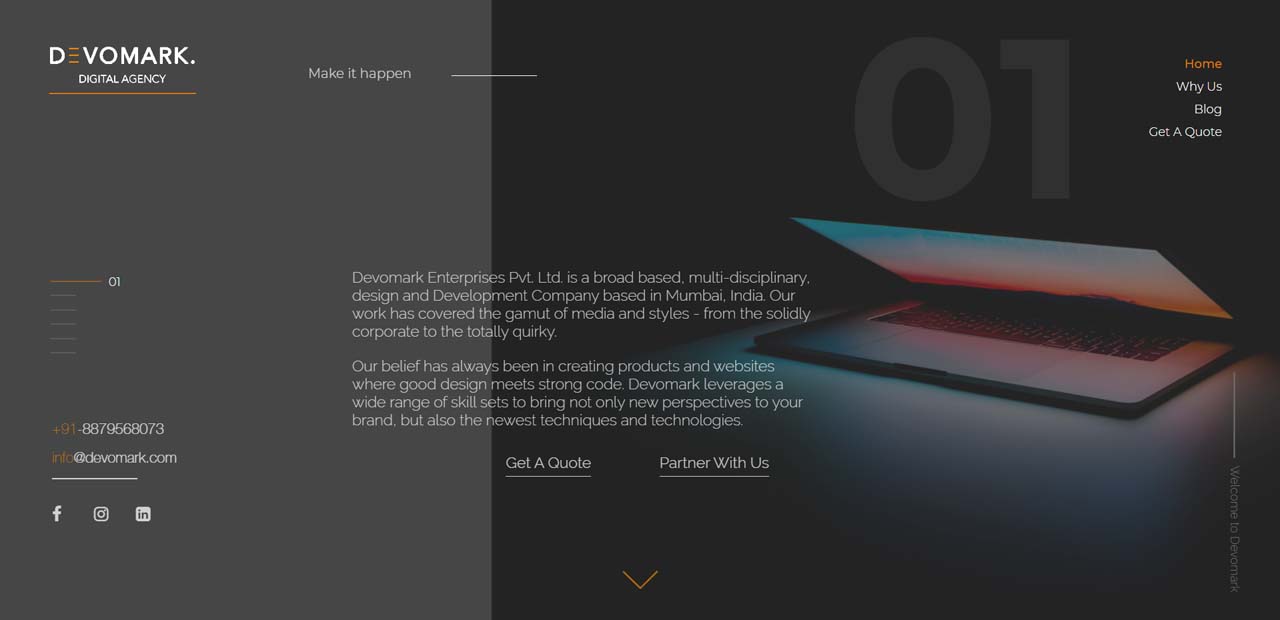 DEVOMARK.
DIGITAL AGENCY
Make it happen
01
Home
Why Us
Blog
Get A Quote
01
Devomark Enterprises Pvt. Ltd. is a broad based, multi-disciplinary,
design and Development Company based in Mumbai, India. Our
work has covered the gamut of media and styles - from the solidly
corporate to the totally quirky.
Our belief has always been in creating products and websites
where good design meets strong code. Devomark leverages a
wide range of skill sets to bring not only new perspectives to your
brand, but also the newest techniques and technologies.
+91-8879568073
info@devomark.com
Get A Quote
Partner With Us
Welcome to Devomark